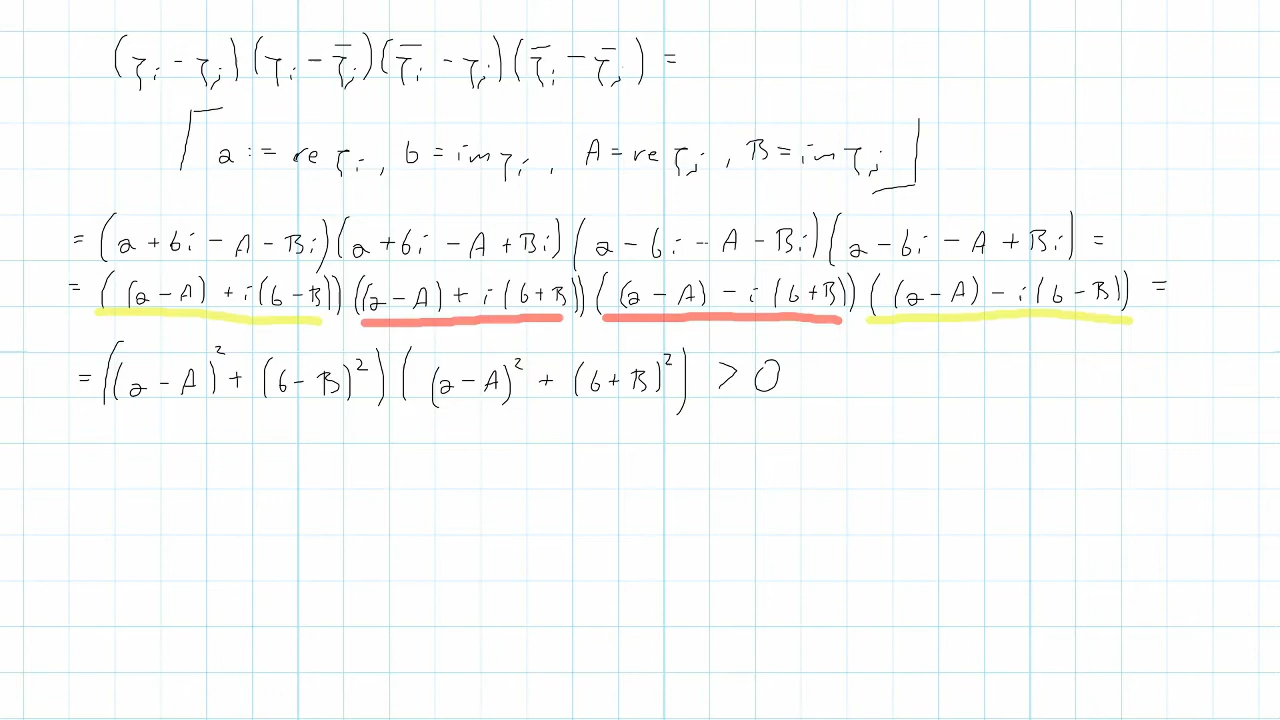 (ζᵢ − ζⱼ)(ζᵢ − ζ̄ⱼ)(ζ̄ᵢ − ζⱼ)(ζ̄ᵢ − ζ̄ⱼ) =
⌈ a := re ζᵢ, b = im ζᵢ, A = re ζⱼ, B = im ζⱼ ⌋
= (a + bi − A − Bi)(a + bi − A + Bi)(a − bi − A − Bi)(a − bi − A + Bi) =
= ((a − A) + i(b − B))((a − A) + i(b + B))((a − A) − i(b + B))((a − A) − i(b − B)) =
= ((a − A)² + (b − B)²)((a − A)² + (b + B)²) > 0